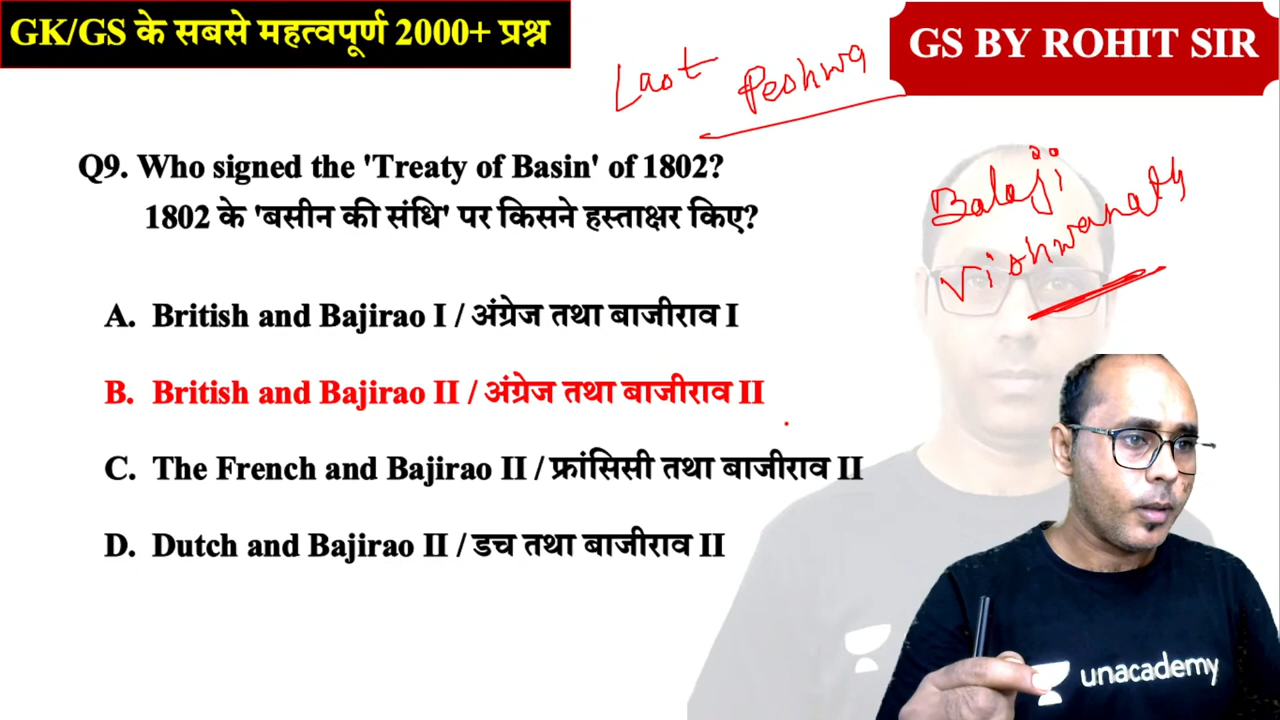 GK/GS के सबसे महत्वपूर्ण 2000+ प्रश्न
GS BY ROHIT SIR
Last Peshwa
Q9. Who signed the 'Treaty of Basin' of 1802?
1802 के 'बसीन की संधि' पर किसने हस्ताक्षर किए?
Balaji
Vishwanath
A. British and Bajirao I / अंग्रेज तथा बाजीराव I
B. British and Bajirao II / अंग्रेज तथा बाजीराव II
C. The French and Bajirao II / फ्रांसिसी तथा बाजीराव II
D. Dutch and Bajirao II / डच तथा बाजीराव II
unacademy